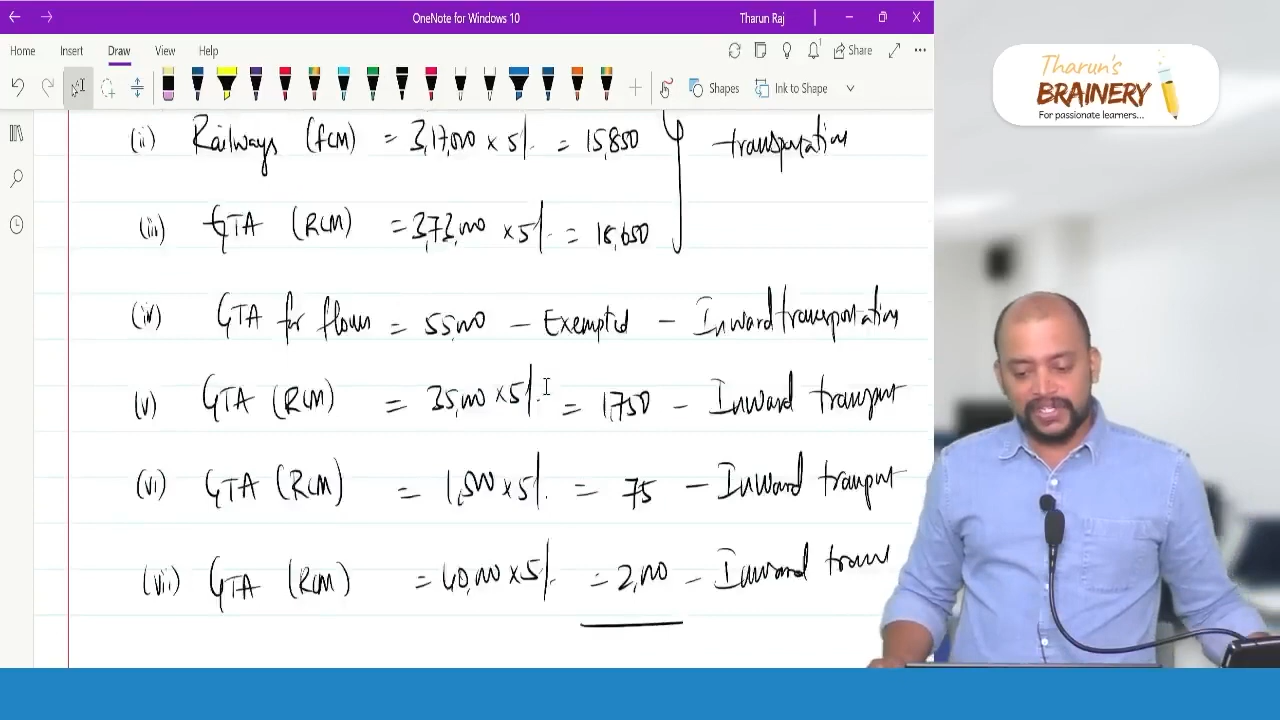 OneNote for Windows 10
Tharun Raj
Home Insert Draw View Help
Share
Shapes
Ink to Shape
Tharun's
BRAINERY
For passionate learners...
(ii) Railways (fCM) = 3,17,000 x 5% = 15,850 transportation
(iii) GTA (RCM) = 3,73,000 x 5% = 18,650
(iv) GTA for flour = 55,000 - Exempted - Inward transportation
(v) GTA (RCM) = 35,000 x 5% = 1,750 - Inward transport
(vi) GTA (RCM) = 1,500 x 5% = 75 - Inward tranport
(vii) GTA (RCM) = 40,000 x 5% = 2,000 - Inward trans